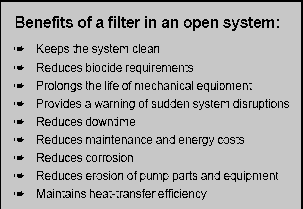 Benefits of a filter in an open system:
☛ Keeps the system clean
☛ Reduces biocide requirements
☛ Prolongs the life of mechanical equipment
☛ Provides a warning of sudden system disruptions
☛ Reduces downtime
☛ Reduces maintenance and energy costs
☛ Reduces corrosion
☛ Reduces erosion of pump parts and equipment
☛ Maintains heat-transfer efficiency